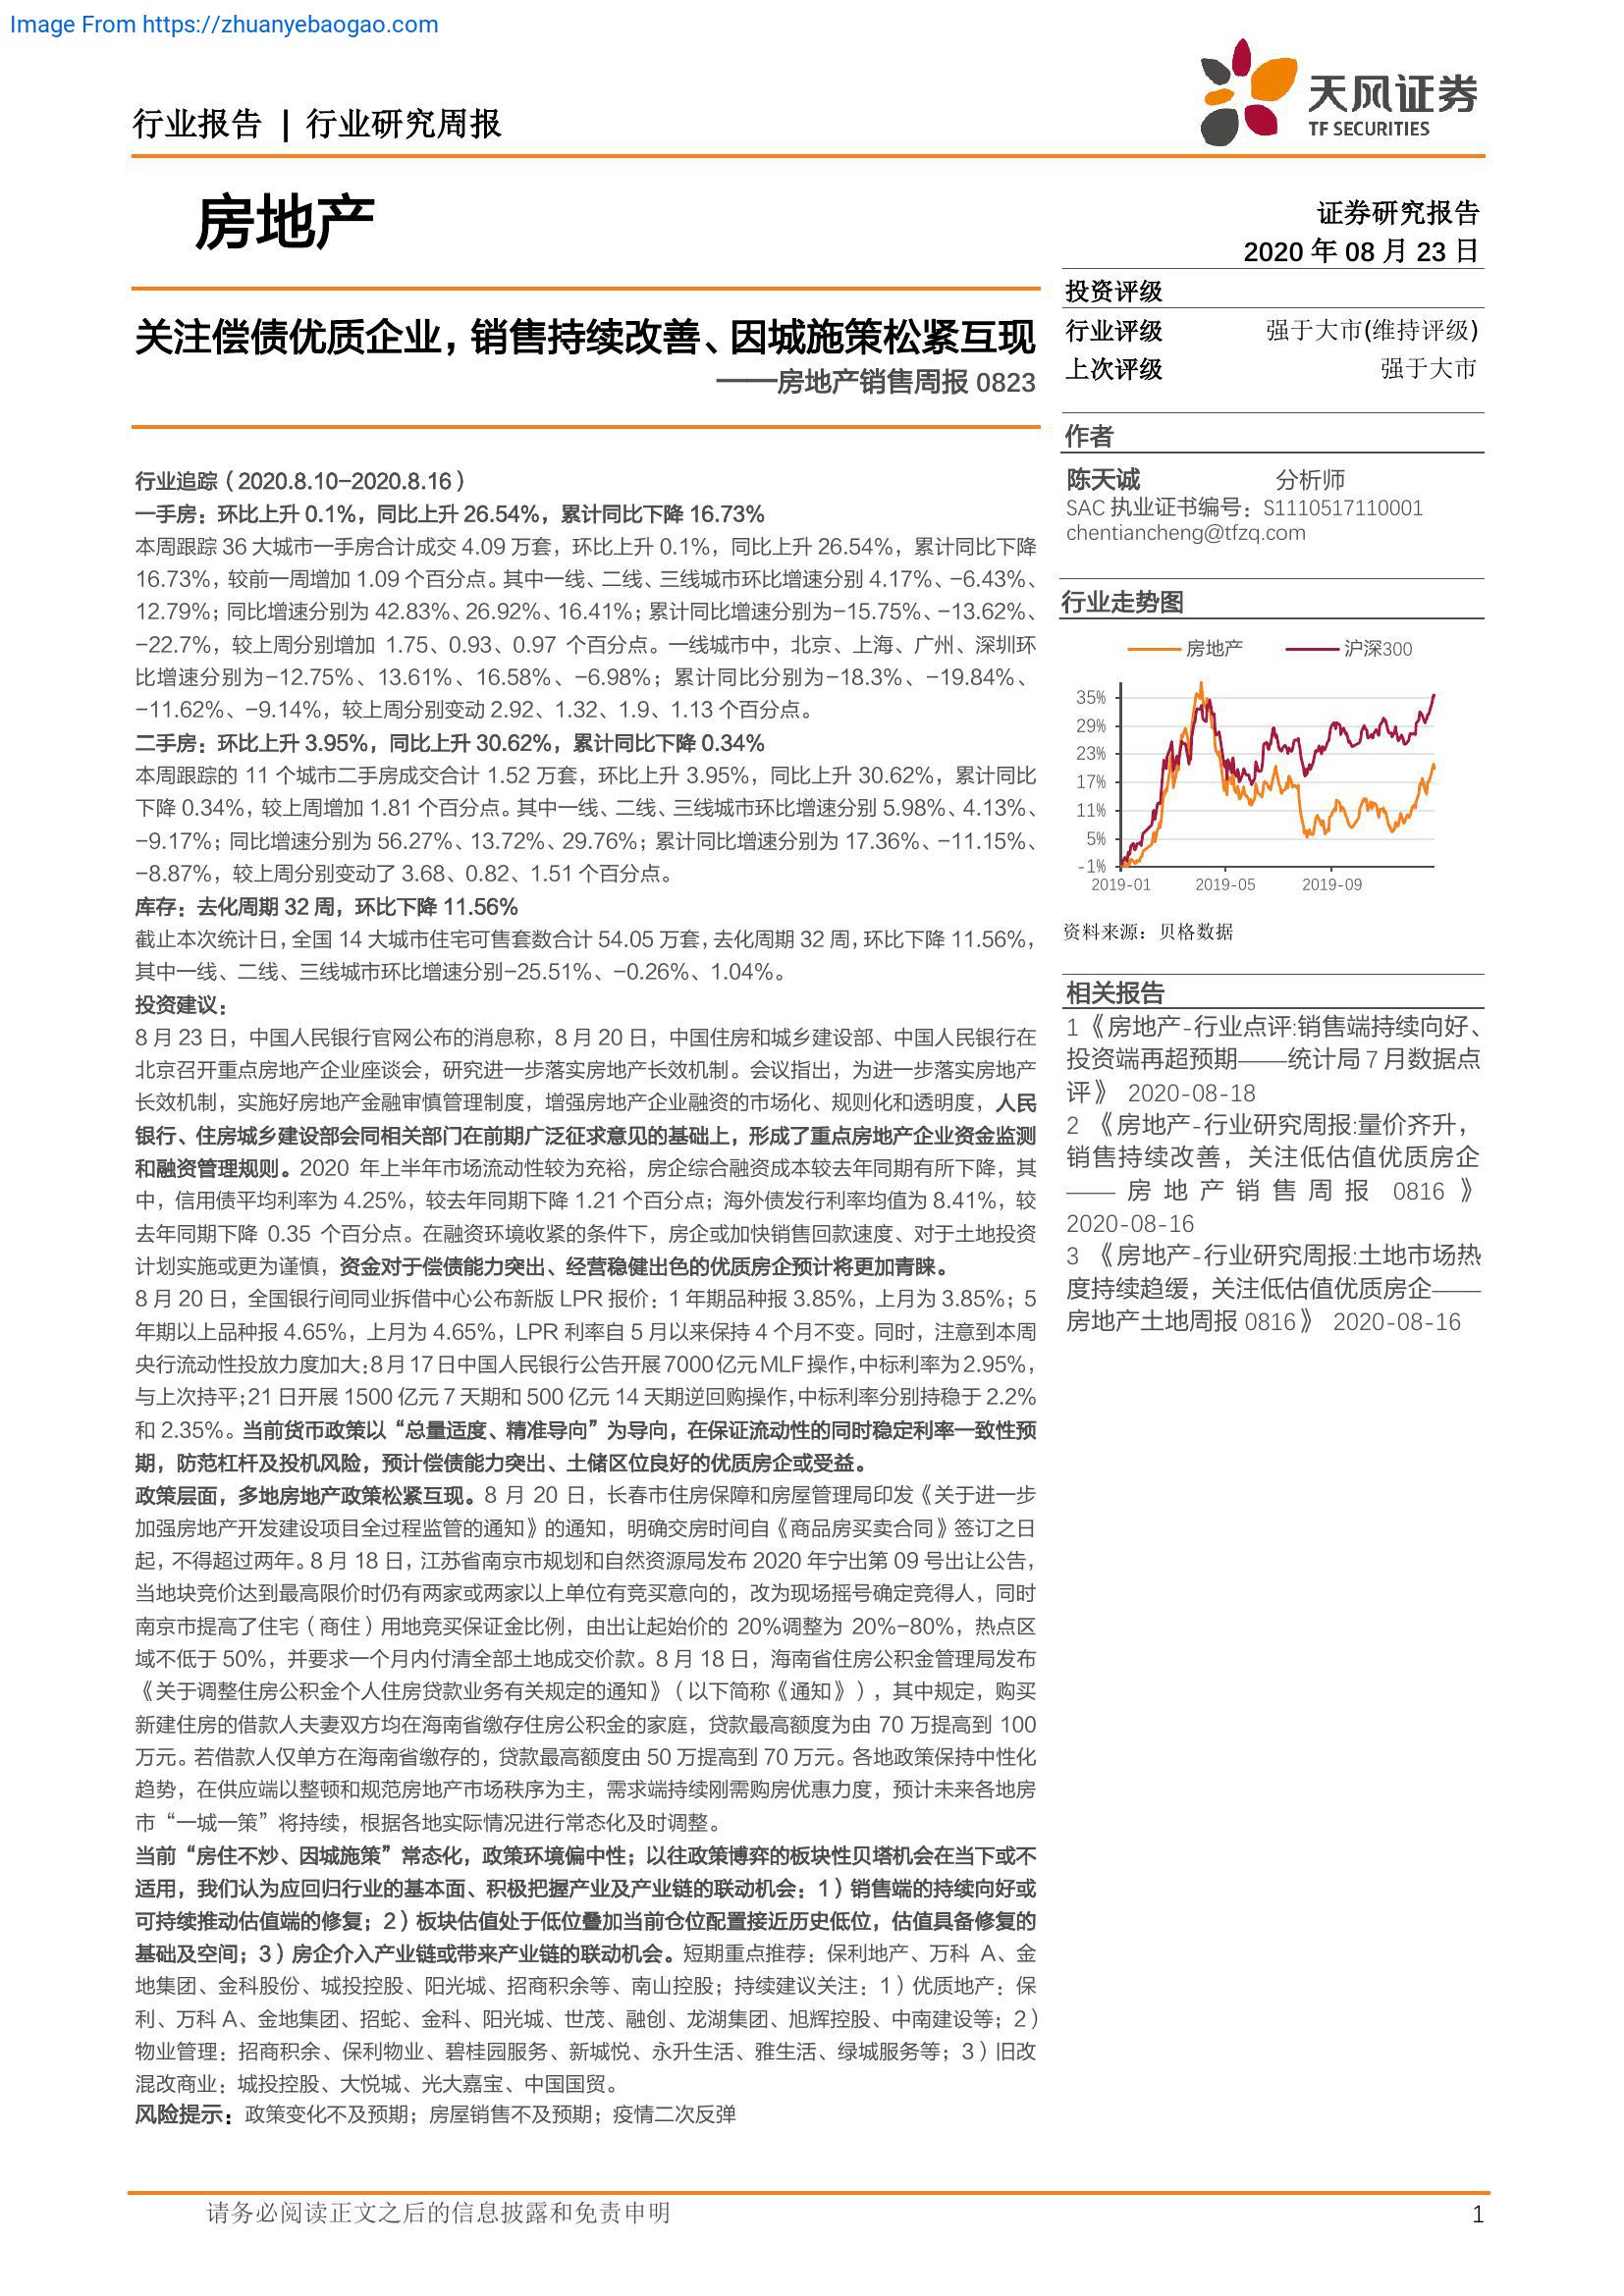 Image From https://zhuanyebaogao.com
行业报告 | 行业研究周报
天风证券
TF SECURITIES
房地产
证券研究报告
2020 年 08 月 23 日
关注偿债优质企业，销售持续改善、因城施策松紧互现
——房地产销售周报 0823
行业追踪（2020.8.10-2020.8.16）
一手房：环比上升 0.1%，同比上升 26.54%，累计同比下降 16.73%
本周跟踪 36 大城市一手房合计成交 4.09 万套，环比上升 0.1%，同比上升 26.54%，累计同比下降
16.73%，较前一周增加 1.09 个百分点。其中一线、二线、三线城市环比增速分别 4.17%、-6.43%、
12.79%；同比增速分别为 42.83%、26.92%、16.41%；累计同比增速分别为-15.75%、-13.62%、
-22.7%，较上周分别增加 1.75、0.93、0.97 个百分点。一线城市中，北京、上海、广州、深圳环
比增速分别为-12.75%、13.61%、16.58%、-6.98%；累计同比分别为-18.3%、-19.84%、
-11.62%、-9.14%，较上周分别变动 2.92、1.32、1.9、1.13 个百分点。
二手房：环比上升 3.95%，同比上升 30.62%，累计同比下降 0.34%
本周跟踪的 11 个城市二手房成交合计 1.52 万套，环比上升 3.95%，同比上升 30.62%，累计同比
下降 0.34%，较上周增加 1.81 个百分点。其中一线、二线、三线城市环比增速分别 5.98%、4.13%、
-9.17%；同比增速分别为 56.27%、13.72%、29.76%；累计同比增速分别为 17.36%、-11.15%、
-8.87%，较上周分别变动了 3.68、0.82、1.51 个百分点。
库存：去化周期 32 周，环比下降 11.56%
截止本次统计日，全国 14 大城市住宅可售套数合计 54.05 万套，去化周期 32 周，环比下降 11.56%，
其中一线、二线、三线城市环比增速分别-25.51%、-0.26%、1.04%。
投资建议：
8 月 23 日，中国人民银行官网公布的消息称，8 月 20 日，中国住房和城乡建设部、中国人民银行在
北京召开重点房地产企业座谈会，研究进一步落实房地产长效机制。会议指出，为进一步落实房地产
长效机制，实施好房地产金融审慎管理制度，增强房地产企业融资的市场化、规则化和透明度，人民
银行、住房城乡建设部会同相关部门在前期广泛征求意见的基础上，形成了重点房地产企业资金监测
和融资管理规则。2020 年上半年市场流动性较为充裕，房企综合融资成本较去年同期有所下降，其
中，信用债平均利率为 4.25%，较去年同期下降 1.21 个百分点；海外债发行利率均值为 8.41%，较
去年同期下降 0.35 个百分点。在融资环境收紧的条件下，房企或加快销售回款速度、对于土地投资
计划实施或更为谨慎，资金对于偿债能力突出、经营稳健出色的优质房企预计将更加青睐。
8 月 20 日，全国银行间同业拆借中心公布新版 LPR 报价：1 年期品种报 3.85%，上月为 3.85%；5
年期以上品种报 4.65%，上月为 4.65%，LPR 利率自 5 月以来保持 4 个月不变。同时，注意到本周
央行流动性投放力度加大：8 月 17 日中国人民银行公告开展 7000 亿元 MLF 操作，中标利率为 2.95%，
与上次持平；21 日开展 1500 亿元 7 天期和 500 亿元 14 天期逆回购操作，中标利率分别持稳于 2.2%
和 2.35%。当前货币政策以“总量适度、精准导向”为导向，在保证流动性的同时稳定利率一致性预
期，防范杠杆及投机风险，预计偿债能力突出、土储区位良好的优质房企或受益。
政策层面，多地房地产政策松紧互现。8 月 20 日，长春市住房保障和房屋管理局印发《关于进一步
加强房地产开发建设项目全过程监管的通知》的通知，明确交房时间自《商品房买卖合同》签订之日
起，不得超过两年。8 月 18 日，江苏省南京市规划和自然资源局发布 2020 年宁出第 09 号出让公告，
当地块竞价达到最高限价时仍有两家或两家以上单位有竞买意向的，改为现场摇号确定竞得人，同时
南京市提高了住宅（商住）用地竞买保证金比例，由出让起始价的 20%调整为 20%-80%，热点区
域不低于 50%，并要求一个月内付清全部土地成交价款。8 月 18 日，海南省住房公积金管理局发布
《关于调整住房公积金个人住房贷款业务有关规定的通知》（以下简称《通知》），其中规定，购买
新建住房的借款人夫妻双方均在海南省缴存住房公积金的家庭，贷款最高额度为由 70 万提高到 100
万元。若借款人仅单方在海南省缴存的，贷款最高额度由 50 万提高到 70 万元。各地政策保持中性化
趋势，在供应端以整顿和规范房地产市场秩序为主，需求端持续刚需购房优惠力度，预计未来各地房
市“一城一策”将持续，根据各地实际情况进行常态化及时调整。
当前“房住不炒、因城施策”常态化，政策环境偏中性；以往政策博弈的板块性贝塔机会在当下或不
适用，我们认为应回归行业的基本面、积极把握产业及产业链的联动机会：1）销售端的持续向好或
可持续推动估值端的修复；2）板块估值处于低位叠加当前仓位配置接近历史低位，估值具备修复的
基础及空间；3）房企介入产业链或带来产业链的联动机会。短期重点推荐：保利地产、万科 A、金
地集团、金科股份、城投控股、阳光城、招商积余等、南山控股；持续建议关注：1）优质地产：保
利、万科 A、金地集团、招蛇、金科、阳光城、世茂、融创、龙湖集团、旭辉控股、中南建设等；2）
物业管理：招商积余、保利物业、碧桂园服务、新城悦、永升生活、雅生活、绿城服务等；3）旧改
混改商业：城投控股、大悦城、光大嘉宝、中国国贸。
风险提示：政策变化不及预期；房屋销售不及预期；疫情二次反弹
投资评级
行业评级 强于大市(维持评级)
上次评级 强于大市
作者
陈天诚 分析师
SAC 执业证书编号：S1110517110001
chentiancheng@tfzq.com
行业走势图
房地产 沪深300
35%
29%
23%
17%
11%
5%
-1%
2019-01 2019-05 2019-09
资料来源：贝格数据
相关报告
1 《房地产-行业点评:销售端持续向好、
投资端再超预期——统计局 7 月数据点
评》 2020-08-18
2 《房地产-行业研究周报:量价齐升，
销售持续改善，关注低估值优质房企
——房地产销售周报 0816》
2020-08-16
3 《房地产-行业研究周报:土地市场热
度持续趋缓，关注低估值优质房企——
房地产土地周报 0816》 2020-08-16
请务必阅读正文之后的信息披露和免责申明 1